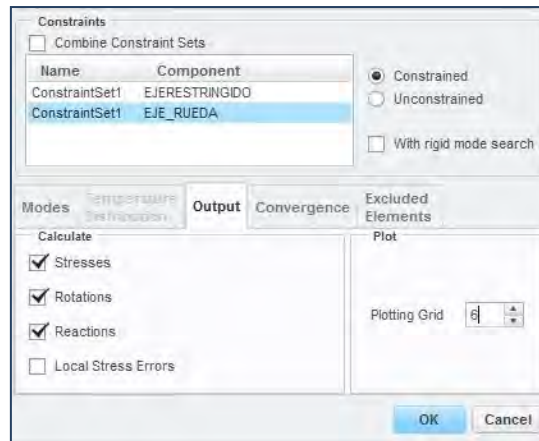 Constraints
Combine Constraint Sets
Name Component
ConstraintSet1 EJERESTRINGIDO
ConstraintSet1 EJE_RUEDA
Constrained
Unconstrained
With rigid mode search
Modes
Temperature
Distribution
Output
Convergence
Excluded
Elements
Calculate
Stresses
Rotations
Reactions
Local Stress Errors
Plot
Plotting Grid 6
OK
Cancel